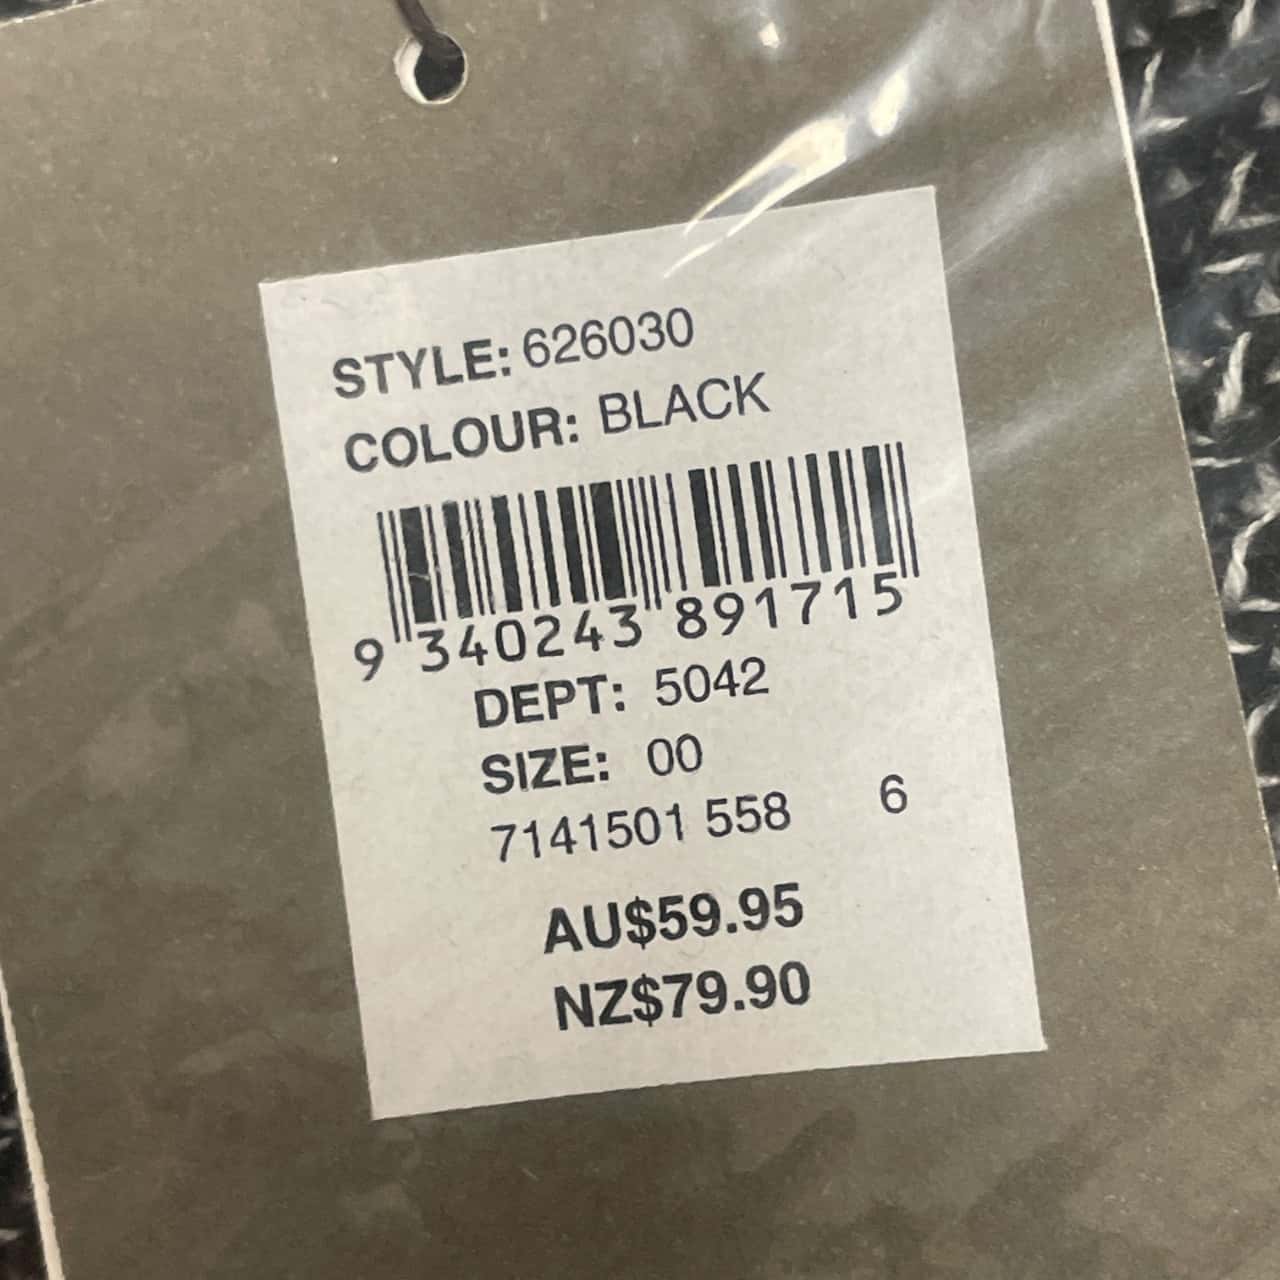 STYLE: 626030
COLOUR: BLACK
9 340243 891715
DEPT: 5042
SIZE: 00
7141501 558 6
AU$59.95
NZ$79.90